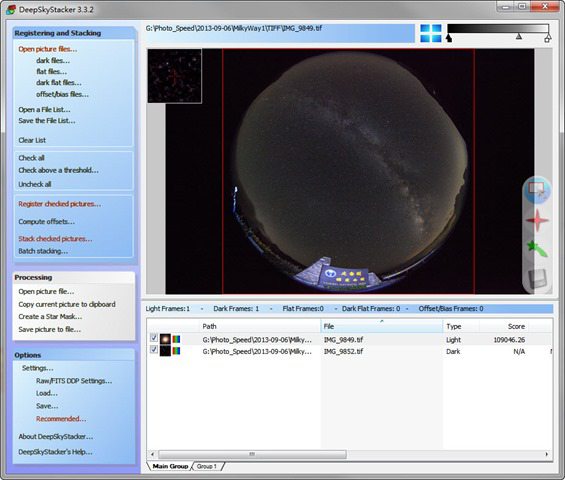 DeepSkyStacker 3.3.2
Registering and Stacking
Open picture files...
dark files...
flat files...
dark flat files...
offset/bias files...
Open a File List...
Save the File List...
Clear List
Check all
Check above a threshold...
Uncheck all
Register checked pictures...
Compute offsets...
Stack checked pictures...
Batch stacking...
Processing
Open picture file...
Copy current picture to clipboard
Create a Star Mask...
Save picture to file...
Options
Settings...
Raw/FITS DDP Settings...
Load...
Save...
Recommended...
About DeepSkyStacker...
DeepSkyStacker's Help...
G:\Photo_Speed\2013-09-06\MilkyWay1\TIFF\IMG_9849.tif
Light Frames:1 - Dark Frames: 1 - Flat Frames:0 - Dark Flat Frames: 0 - Offset/Bias Frames: 0
Path File Type Score
G:\Photo_Speed\2013-09-06\Milky... IMG_9849.tif Light 109046.26
G:\Photo_Speed\2013-09-06\Milky... IMG_9852.tif Dark N/A
Main Group Group 1